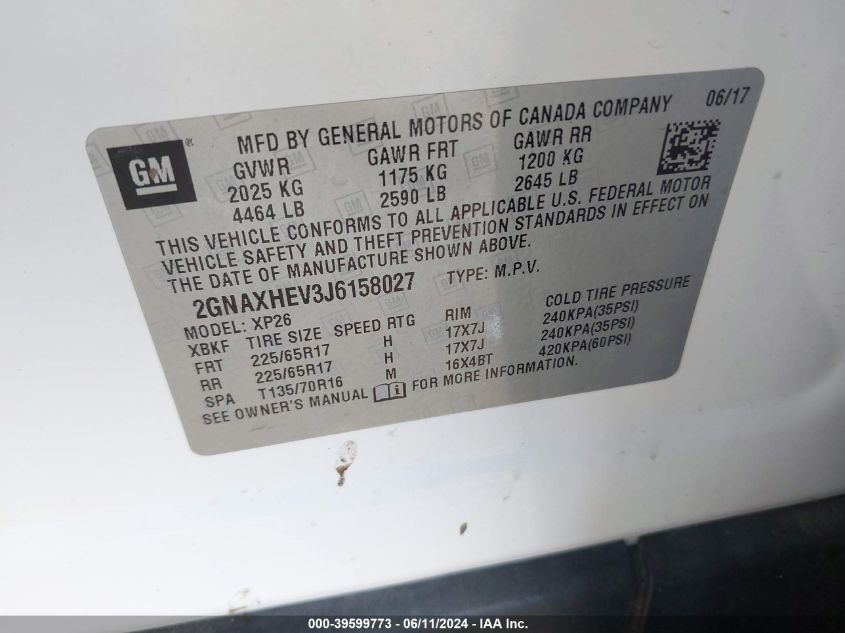 06/17
MFD BY GENERAL MOTORS OF CANADA COMPANY
GM ®
GVWR GAWR FRT GAWR RR
2025 KG 1175 KG 1200 KG
4464 LB 2590 LB 2645 LB
THIS VEHICLE CONFORMS TO ALL APPLICABLE U.S. FEDERAL MOTOR
VEHICLE SAFETY AND THEFT PREVENTION STANDARDS IN EFFECT ON
THE DATE OF MANUFACTURE SHOWN ABOVE.
2GNAXHEV3J6158027 TYPE: M.P.V.
MODEL: XP26
XBKF TIRE SIZE SPEED RTG RIM COLD TIRE PRESSURE
FRT 225/65R17 H 17X7J 240KPA(35PSI)
RR 225/65R17 H 17X7J 240KPA(35PSI)
SPA T135/70R16 M 16X4BT 420KPA(60PSI)
SEE OWNER'S MANUAL i FOR MORE INFORMATION.
000-39599773 - 06/11/2024 - IAA Inc.